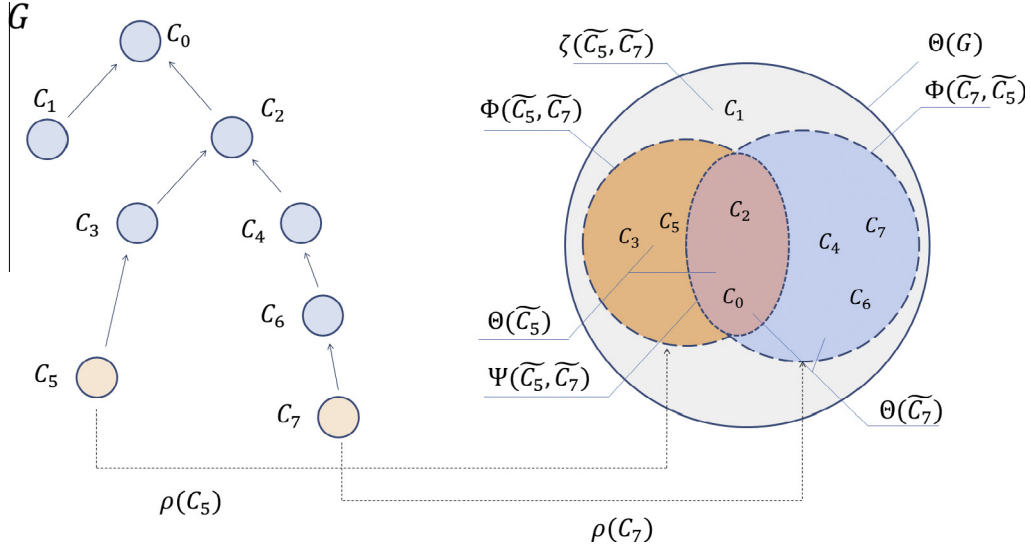 G
C₀
C₁
C₂
C₃
C₄
C₅
C₆
C₇
ρ(C₅)
ρ(C₇)
ζ(C̃₅, C̃₇)
Θ(G)
Φ(C̃₅, C̃₇)
Φ(C̃₇, C̃₅)
C₁
C₂
C₃
C₅
C₄
C₇
C₀
C₆
Θ(C̃₅)
Ψ(C̃₅, C̃₇)
Θ(C̃₇)